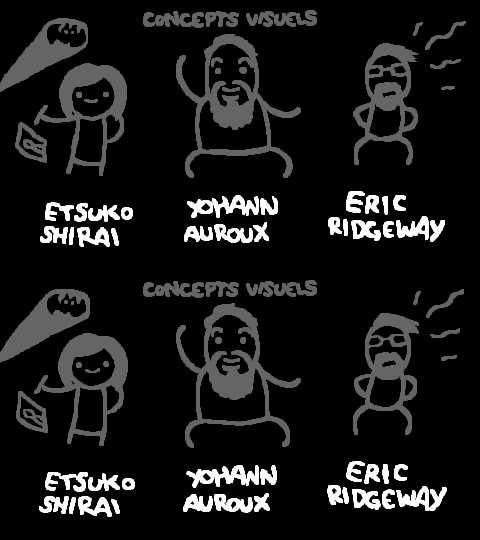 CONCEPTS VISUELS
ETSUKO
SHIRAI
YOHANN
AUROUX
ERIC
RIDGEWAY
CONCEPTS VISUELS
ETSUKO
SHIRAI
YOHANN
AUROUX
ERIC
RIDGEWAY